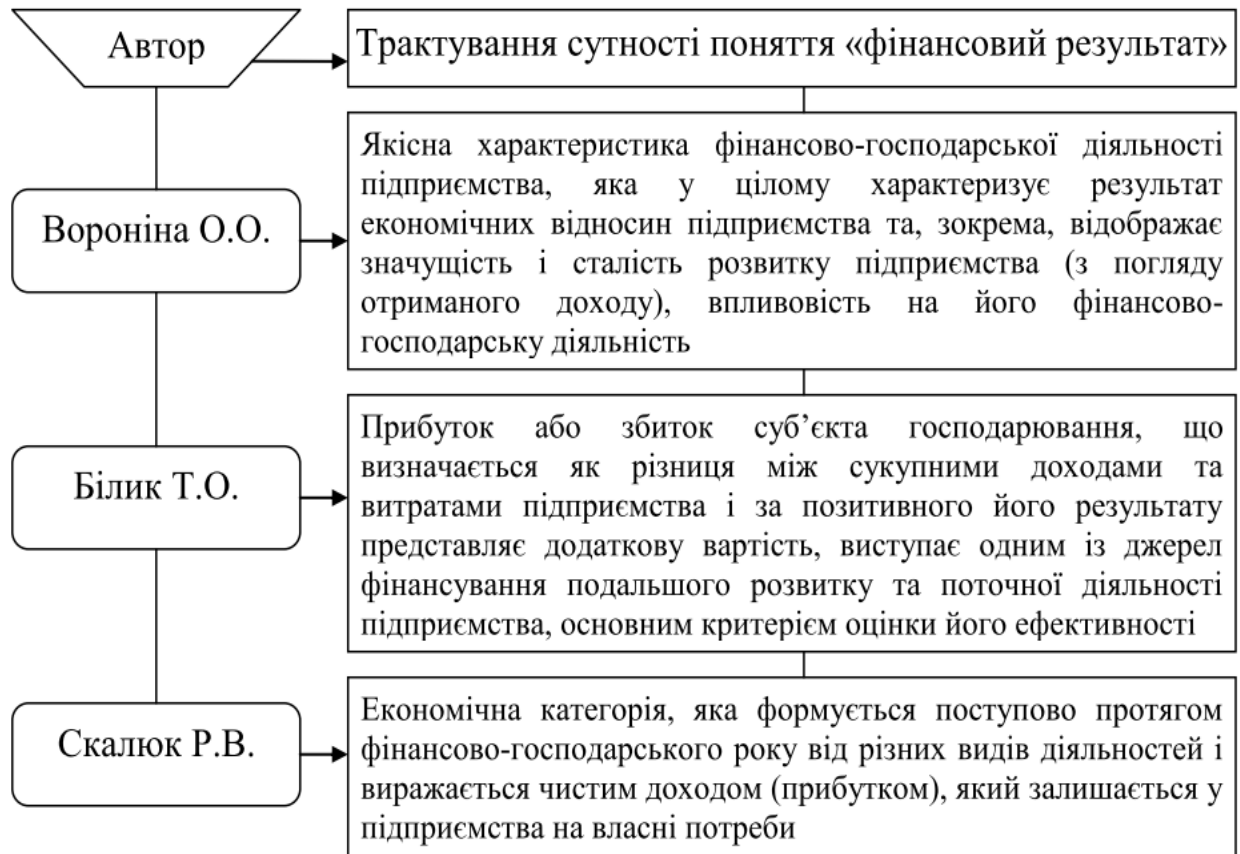 Автор
Трактування сутності поняття «фінансовий результат»
Вороніна О.О.
Якісна характеристика фінансово-господарської діяльності
підприємства, яка у цілому характеризує результат
економічних відносин підприємства та, зокрема, відображає
значущість і сталість розвитку підприємства (з погляду
отриманого доходу), впливовість на його фінансово-
господарську діяльність
Білик Т.О.
Прибуток або збиток суб’єкта господарювання, що
визначається як різниця між сукупними доходами та
витратами підприємства і за позитивного його результату
представляє додаткову вартість, виступає одним із джерел
фінансування подальшого розвитку та поточної діяльності
підприємства, основним критерієм оцінки його ефективності
Скалюк Р.В.
Економічна категорія, яка формується поступово протягом
фінансово-господарського року від різних видів діяльностей і
виражається чистим доходом (прибутком), який залишається у
підприємства на власні потреби